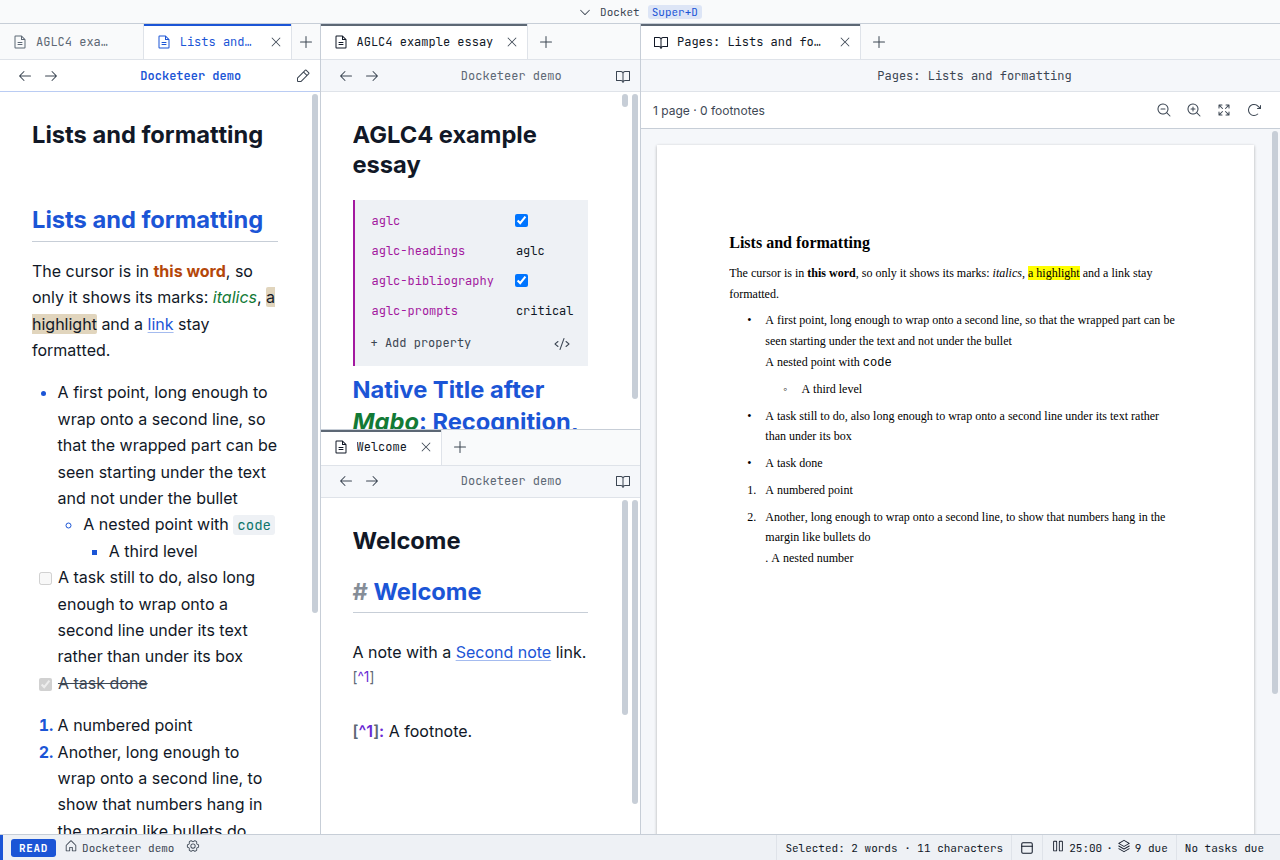 Docket Super+D
AGLC4 exa…
Lists and…
AGLC4 example essay
Pages: Lists and fo…
Docketeer demo
Docketeer demo
Pages: Lists and formatting
Lists and formatting
Lists and formatting
The cursor is in this word, so
only it shows its marks: italics, a
highlight and a link stay
formatted.
• A first point, long enough to
wrap onto a second line, so
that the wrapped part can be
seen starting under the text
and not under the bullet
◦ A nested point with code
▪ A third level
A task still to do, also long
enough to wrap onto a
second line under its text
rather than under its box
A task done
1. A numbered point
2. Another, long enough to
wrap onto a second line, to
show that numbers hang in
the margin like bullets do
AGLC4 example
essay
aglc
aglc-headings aglc
aglc-bibliography
aglc-prompts critical
+ Add property </>
Native Title after
Mabo: Recognition,
Welcome
Docketeer demo
Welcome
# Welcome
A note with a Second note link.
[^1]
[^1]: A footnote.
1 page · 0 footnotes
Lists and formatting
The cursor is in this word, so only it shows its marks: italics, a highlight and a link stay
formatted.
• A first point, long enough to wrap onto a second line, so that the wrapped part can be
seen starting under the text and not under the bullet
A nested point with code
◦ A third level
• A task still to do, also long enough to wrap onto a second line under its text rather
than under its box
• A task done
1. A numbered point
2. Another, long enough to wrap onto a second line, to show that numbers hang in the
margin like bullets do
. A nested number
READ Docketeer demo
Selected: 2 words · 11 characters
25:00 · 9 due
No tasks due